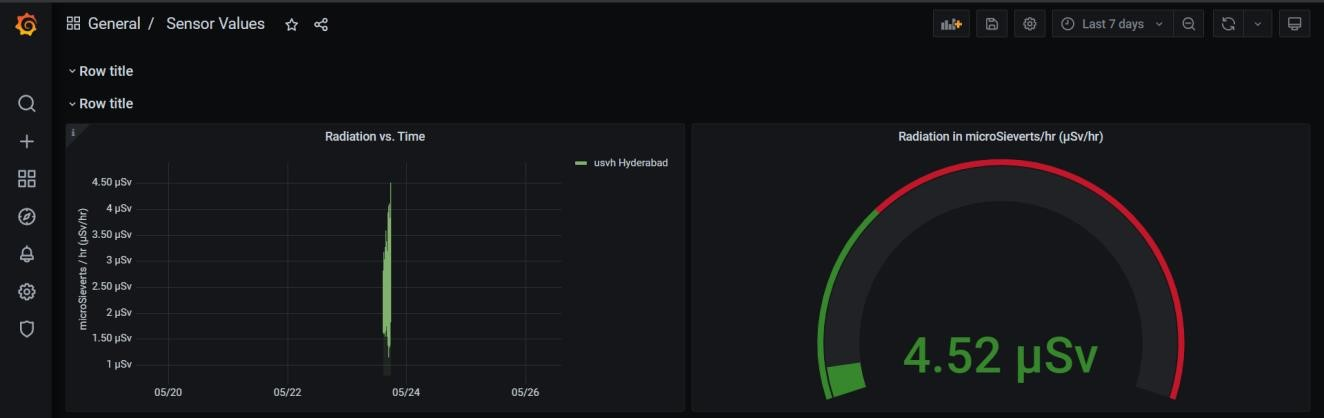 General / Sensor Values
Last 7 days
Row title
Row title
i
Radiation vs. Time
usvh Hyderabad
microSieverts / hr (µSv/hr)
4.50 µSv
4 µSv
3.50 µSv
3 µSv
2.50 µSv
2 µSv
1.50 µSv
1 µSv
05/20
05/22
05/24
05/26
Radiation in microSieverts/hr (µSv/hr)
4.52 µSv